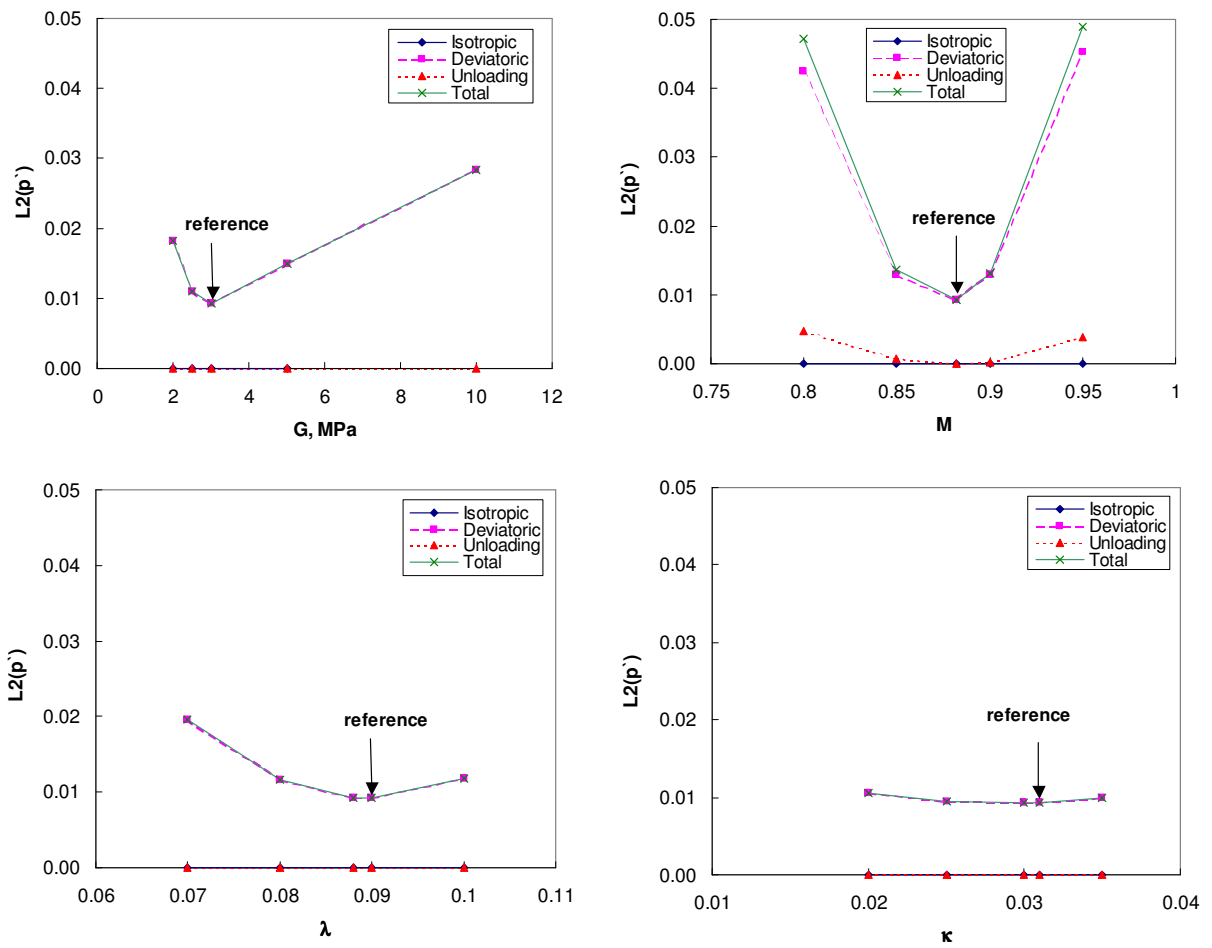 0.05
0.04
0.03
0.02
0.01
0.00
L2(p`)
Isotropic
Deviatoric
Unloading
Total
reference
0 2 4 6 8 10 12
G, MPa
0.05
0.04
0.03
0.02
0.01
0.00
L2(p`)
Isotropic
Deviatoric
Unloading
Total
reference
0.75 0.8 0.85 0.9 0.95 1
M
0.05
0.04
0.03
0.02
0.01
0.00
L2(p`)
Isotropic
Deviatoric
Unloading
Total
reference
0.06 0.07 0.08 0.09 0.1 0.11
λ
0.05
0.04
0.03
0.02
0.01
0.00
L2(p`)
Isotropic
Deviatoric
Unloading
Total
reference
0.01 0.02 0.03 0.04
κ